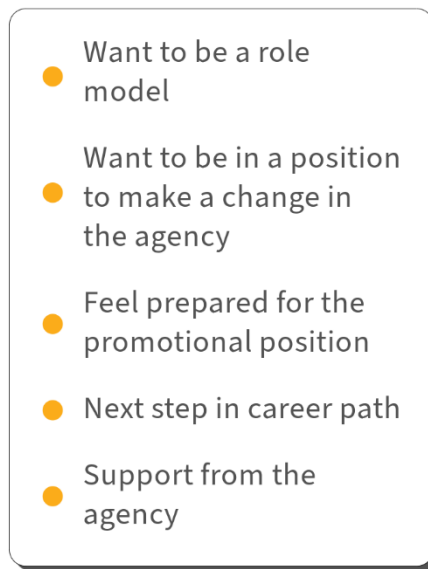 Want to be a role
model
Want to be in a position
to make a change in
the agency
Feel prepared for the
promotional position
Next step in career path
Support from the
agency